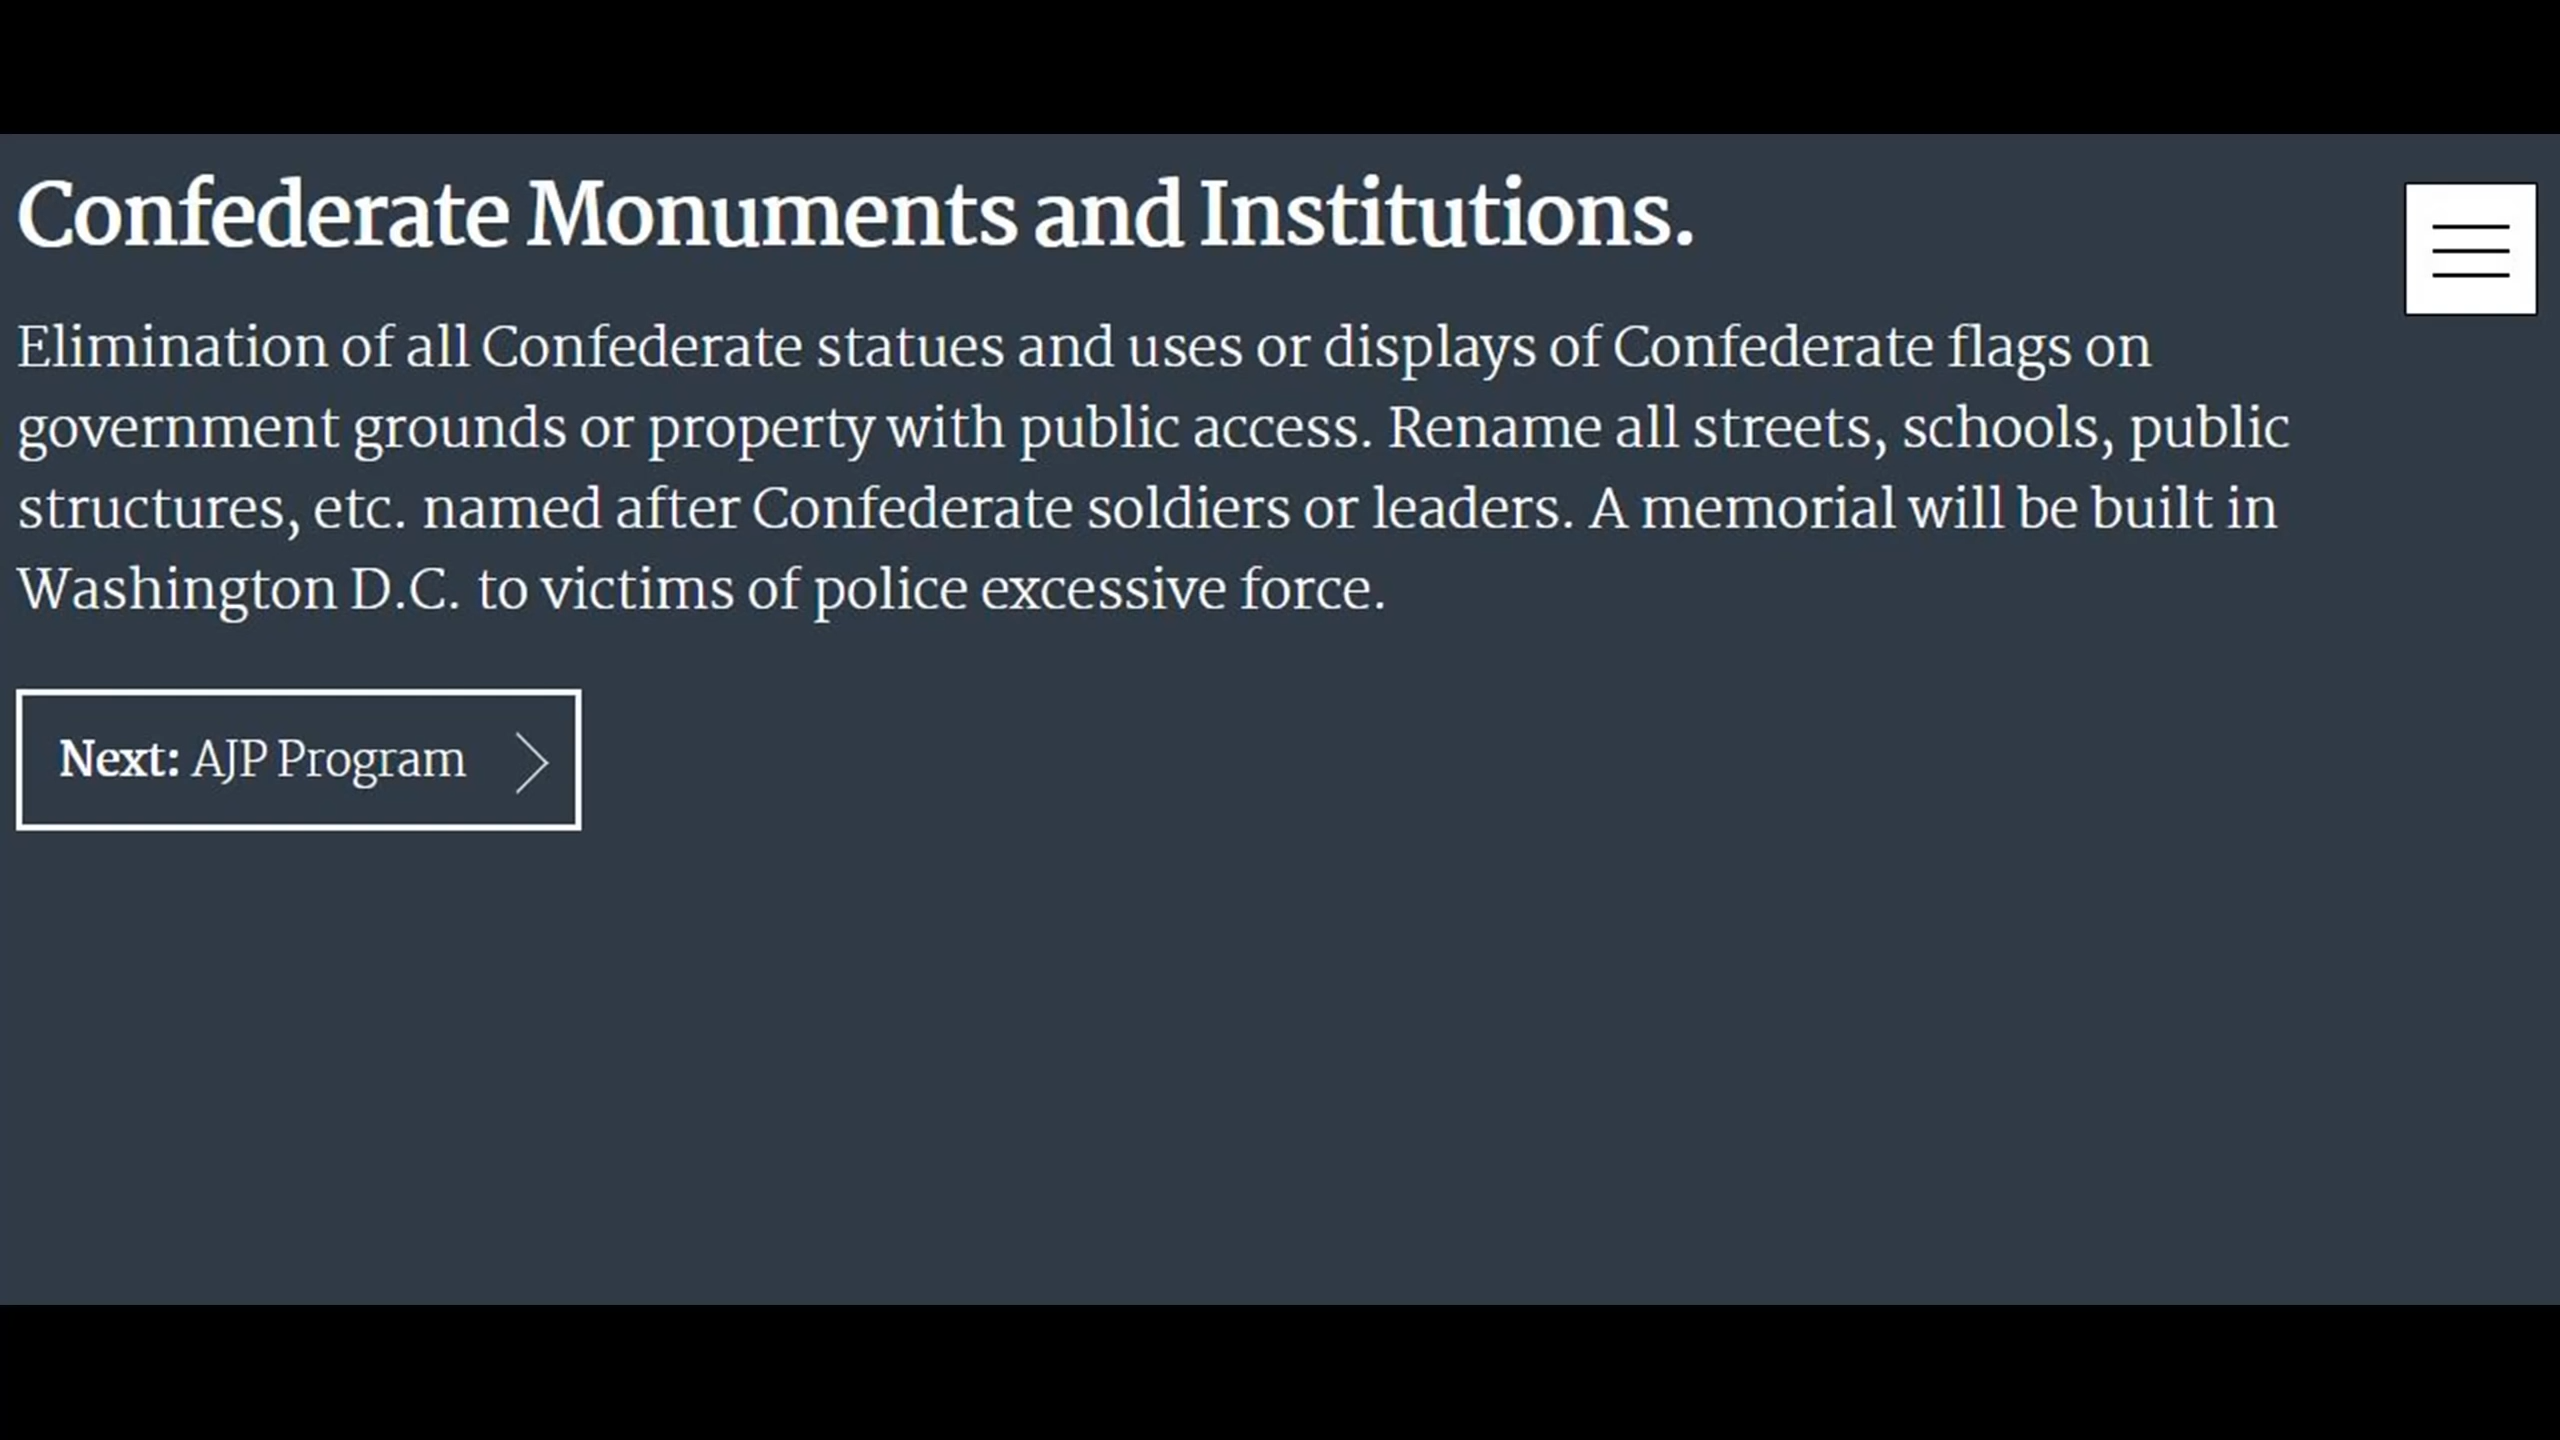 Confederate Monuments and Institutions.
Elimination of all Confederate statues and uses or displays of Confederate flags on
government grounds or property with public access. Rename all streets, schools, public
structures, etc. named after Confederate soldiers or leaders. A memorial will be built in
Washington D.C. to victims of police excessive force.
Next: AJP Program